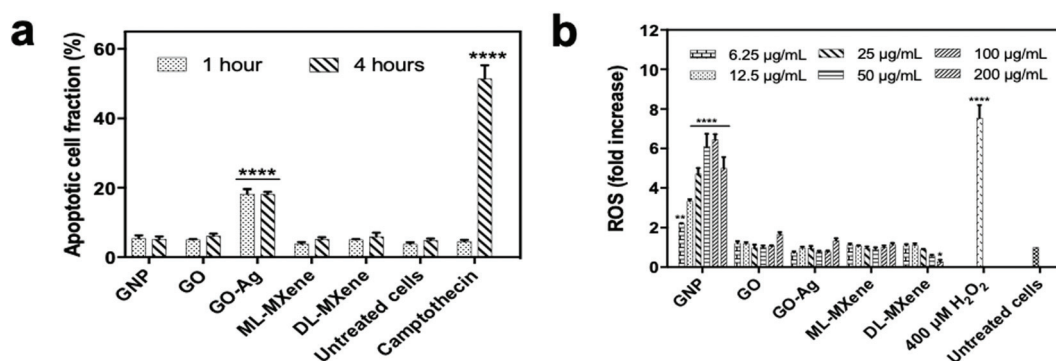 a
Apoptotic cell fraction (%)
60
40
20
0
1 hour
4 hours
****
****
GNP
GO
GO-Ag
ML-MXene
DL-MXene
Untreated cells
Camptothecin
b
ROS (fold increase)
12
10
8
6
4
2
0
6.25 µg/mL
25 µg/mL
100 µg/mL
12.5 µg/mL
50 µg/mL
200 µg/mL
**
****
*
****
GNP
GO
GO-Ag
ML-MXene
DL-MXene
400 µM H₂O₂
Untreated cells